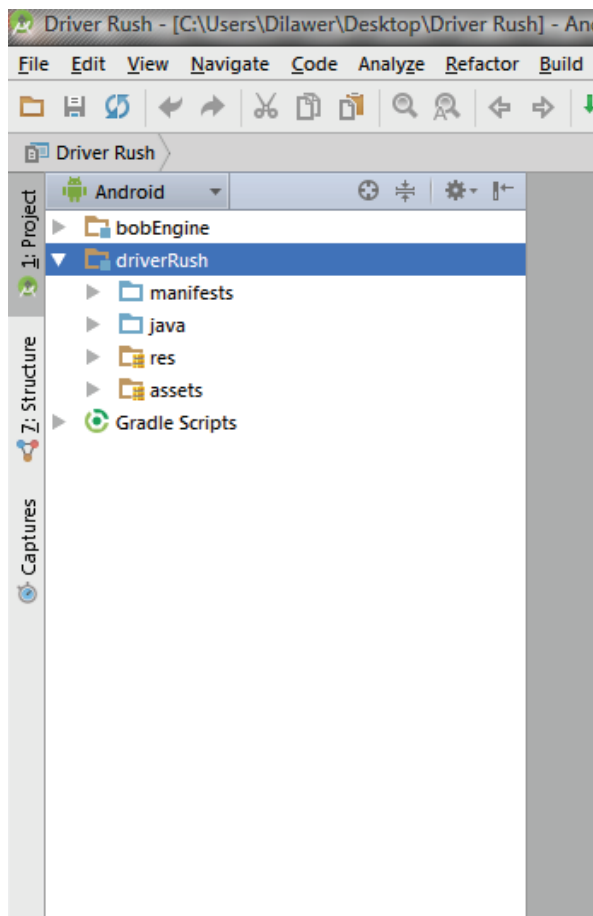 Driver Rush - [C:\Users\Dilawer\Desktop\Driver Rush] - An
File Edit View Navigate Code Analyze Refactor Build
Driver Rush
Android
1: Project
bobEngine
driverRush
manifests
java
res
assets
Gradle Scripts
7: Structure
Captures